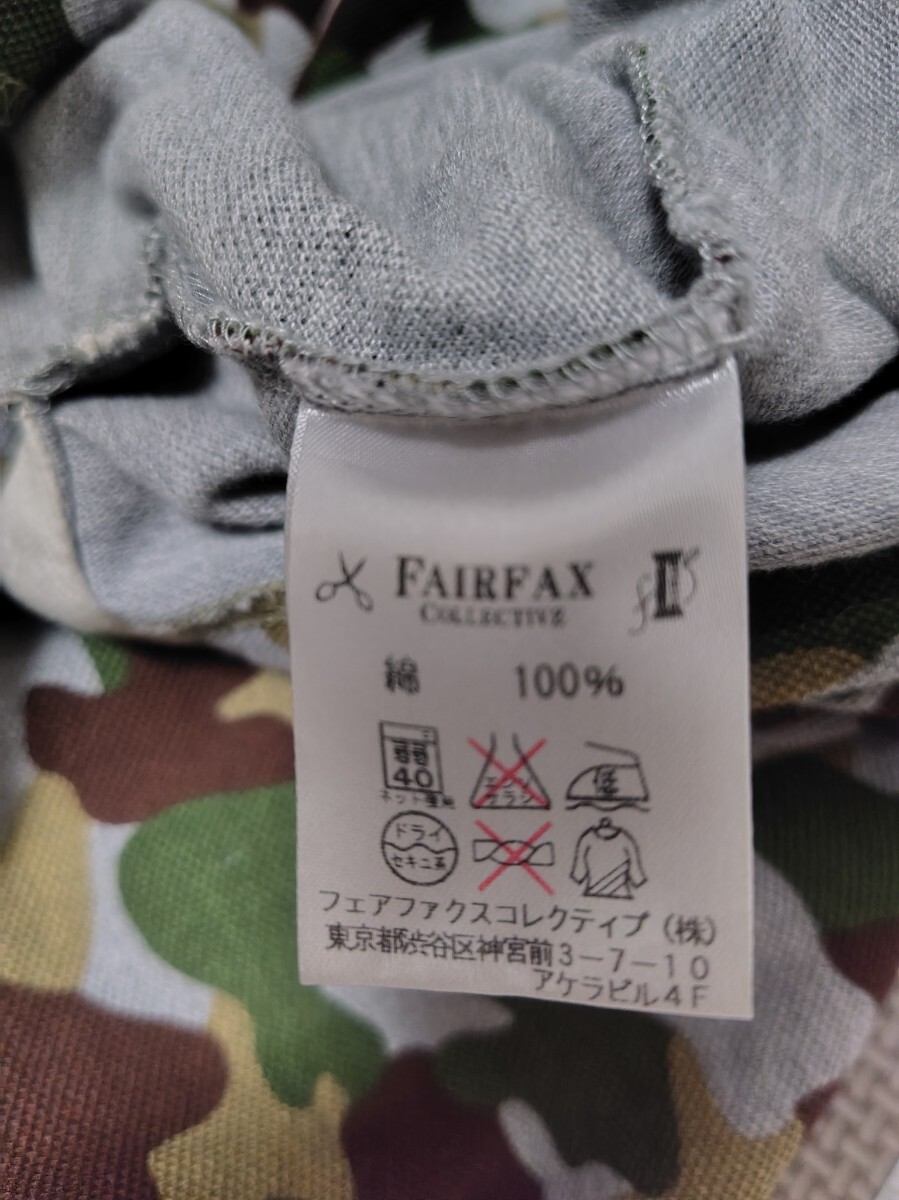 FAIRFAX
COLLECTIVE
綿 100%
弱
40
ネット使用
エンソ
サラシ
低
ドライ
セキユ系
フェアファクスコレクティブ(株)
東京都渋谷区神宮前3-7-10
アケラビル4F